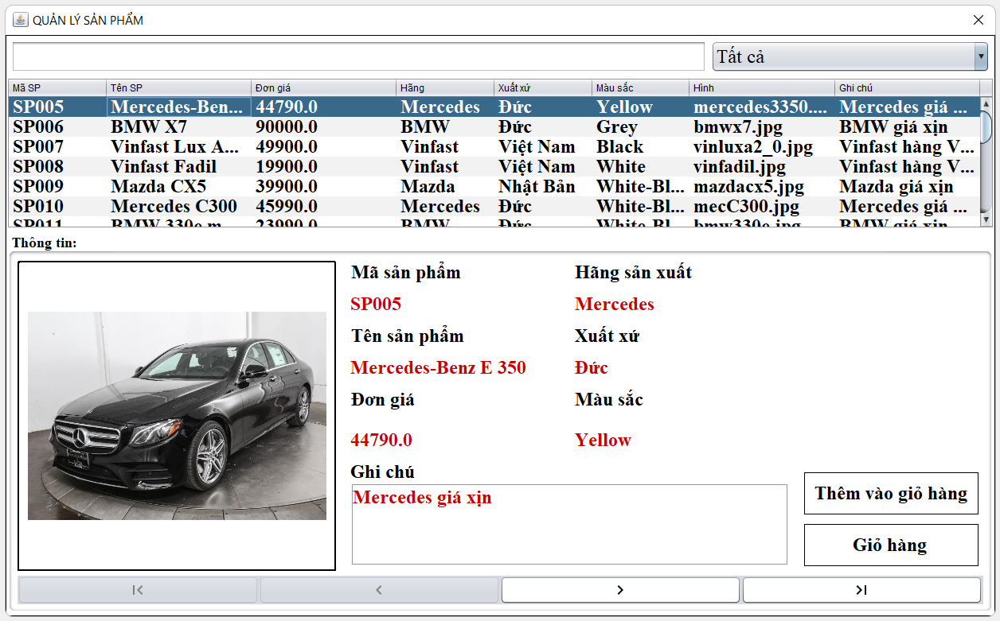 QUẢN LÝ SẢN PHẨM
Tất cả
Mã SP Tên SP Đơn giá Hãng Xuất xứ Màu sắc Hình Ghi chú
SP005 Mercedes-Ben... 44790.0 Mercedes Đức Yellow mercedes3350.... Mercedes giá ...
SP006 BMW X7 90000.0 BMW Đức Grey bmwx7.jpg BMW giá xịn
SP007 Vinfast Lux A... 49900.0 Vinfast Việt Nam Black vinluxa2_0.jpg Vinfast hàng V...
SP008 Vinfast Fadil 19900.0 Vinfast Việt Nam White vinfadil.jpg Vinfast hàng V...
SP009 Mazda CX5 39900.0 Mazda Nhật Bản White-Bl... mazdacx5.jpg Mazda giá xịn
SP010 Mercedes C300 45990.0 Mercedes Đức White-Bl... mecC300.jpg Mercedes giá ...
SP011 BMW 330e m... 23990.0 BMW Đức White-Bl... bmw330e.jpg BMW giá xịn
Thông tin:
Mã sản phẩm Hãng sản xuất
SP005 Mercedes
Tên sản phẩm Xuất xứ
Mercedes-Benz E 350 Đức
Đơn giá Màu sắc
44790.0 Yellow
Ghi chú
Mercedes giá xịn
Thêm vào giỏ hàng
Giỏ hàng